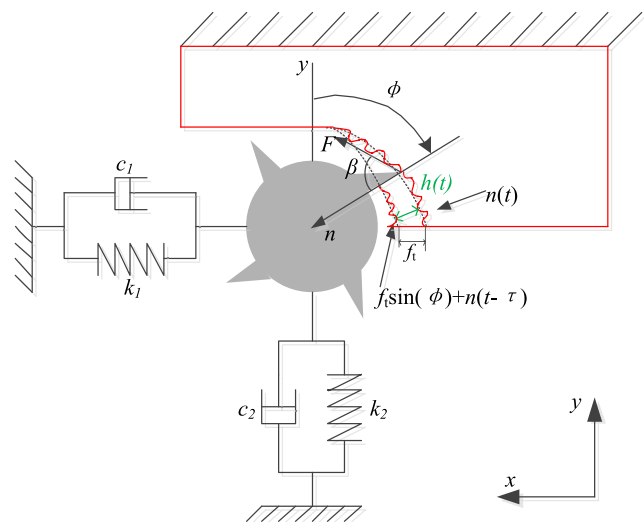 y
ϕ
F
c₁
β
h(t)
n(t)
n
fₜ
k₁
fₜsin(ϕ)+n(t-τ)
c₂
k₂
y
x